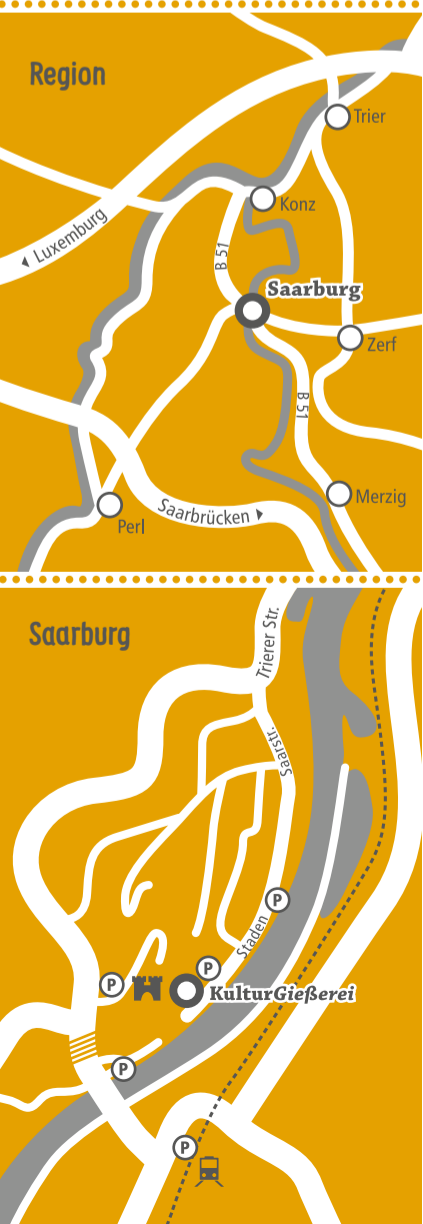 Region
Trier
Konz
◄ Luxemburg
B 51
Saarburg
Zerf
B 51
Merzig
Saarbrücken ►
Perl
Saarburg
Trierer Str.
Saarstr.
P
Staden
P
P
KulturGießerei
P
P